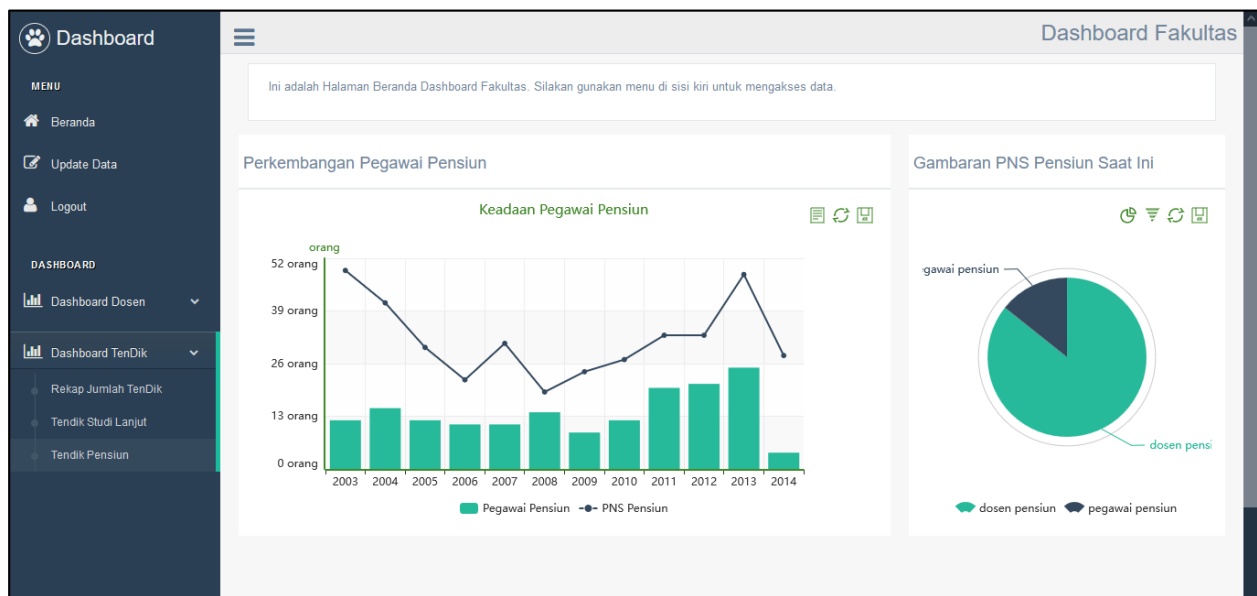 Dashboard
Dashboard Fakultas
MENU
Beranda
Update Data
Logout
DASHBOARD
Dashboard Dosen
Dashboard TenDik
Rekap Jumlah TenDik
Tendik Studi Lanjut
Tendik Pensiun
Ini adalah Halaman Beranda Dashboard Fakultas. Silakan gunakan menu di sisi kiri untuk mengakses data.
Perkembangan Pegawai Pensiun
Keadaan Pegawai Pensiun
orang
52 orang
39 orang
26 orang
13 orang
0 orang
2003 2004 2005 2006 2007 2008 2009 2010 2011 2012 2013 2014
Pegawai Pensiun PNS Pensiun
Gambaran PNS Pensiun Saat Ini
egawai pensiun
dosen pensi
dosen pensiun pegawai pensiun